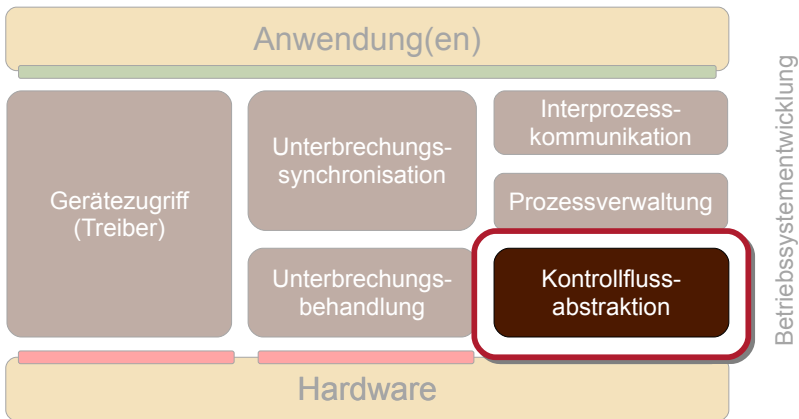 Anwendung(en)
Gerätezugriff
(Treiber)
Unterbrechungs-
synchronisation
Unterbrechungs-
behandlung
Interprozess-
kommunikation
Prozessverwaltung
Kontrollfluss-
abstraktion
Hardware
Betriebssystementwicklung